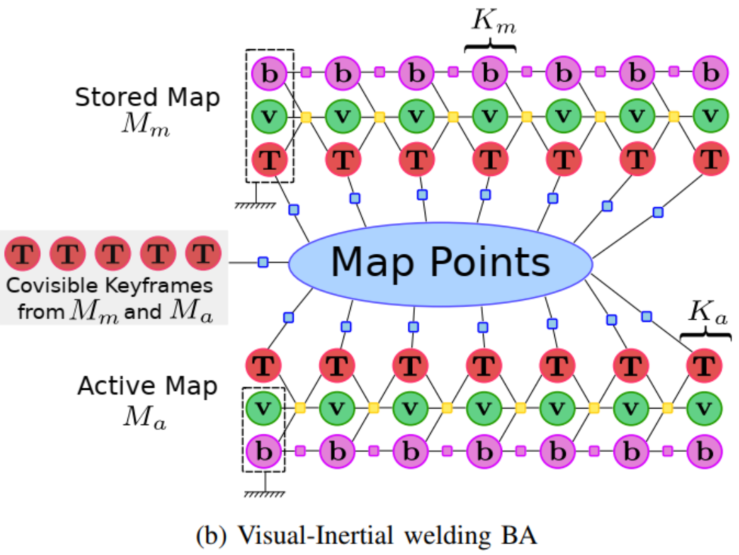 K_m
b b b b b b b
Stored Map
M_m
v v v v v v v
T T T T T T T
T T T T T
Covisible Keyframes
from M_m and M_a
Map Points
K_a
T T T T T T T
Active Map
M_a
v v v v v v v
b b b b b b b
(b) Visual-Inertial welding BA